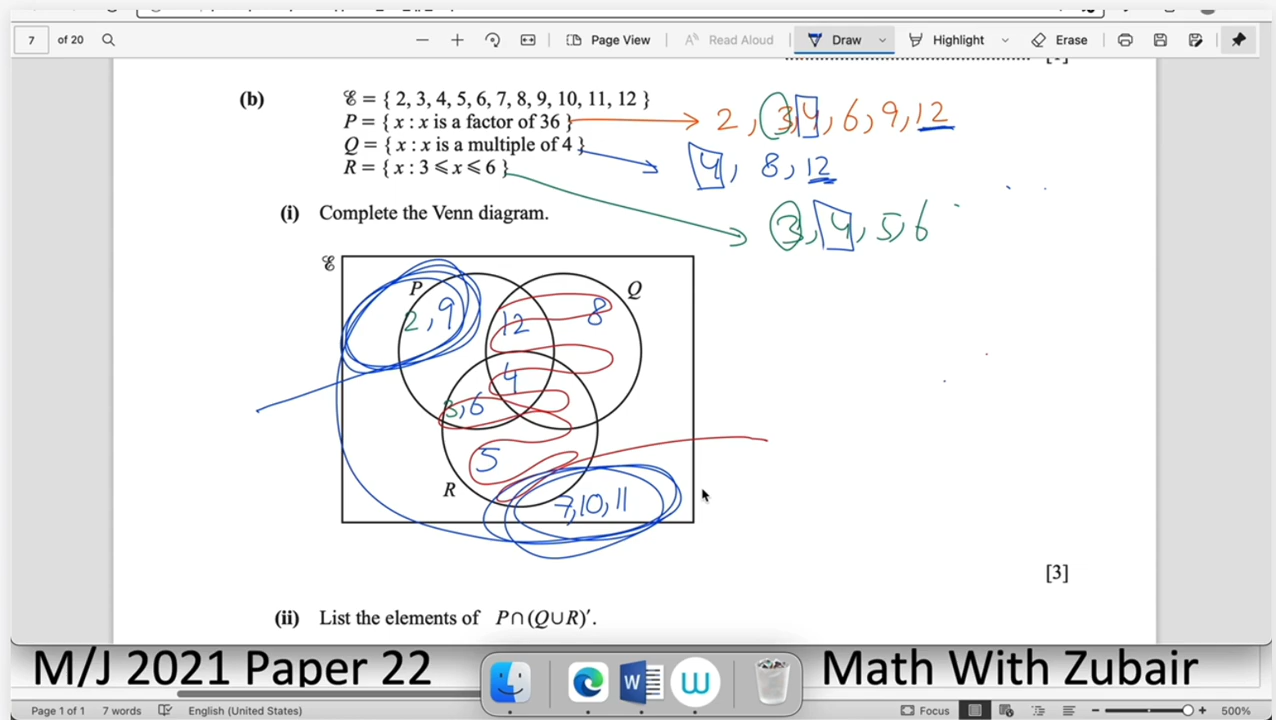 7 of 20
Page View
Read Aloud
Draw
Highlight
Erase
(b) ℰ = { 2, 3, 4, 5, 6, 7, 8, 9, 10, 11, 12 }
P = { x : x is a factor of 36 } 2, 3, 4, 6, 9, 12
Q = { x : x is a multiple of 4 } 4, 8, 12
R = { x : 3 ⩽ x ⩽ 6 } 3, 4, 5, 6
(i) Complete the Venn diagram.
ℰ
P
Q
2, 9
12
8
4
3, 6
5
R
7, 10, 11
[3]
(ii) List the elements of P∩(Q∪R)′.
M/J 2021 Paper 22
Math With Zubair
Page 1 of 1
7 words
English (United States)
Focus
500%